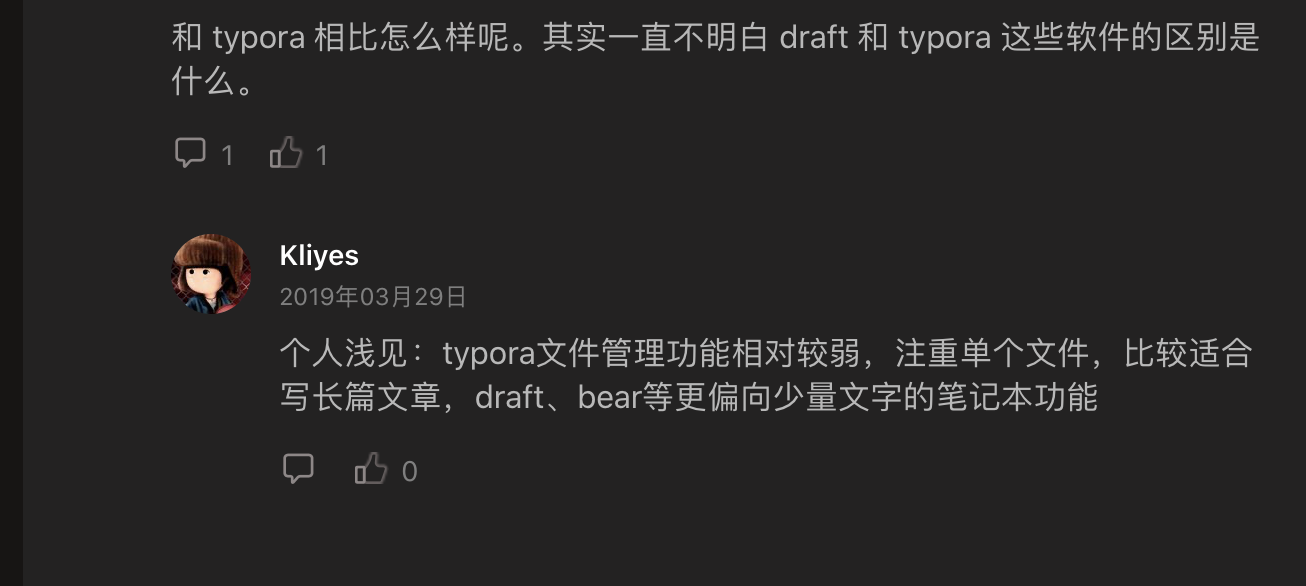 和 typora 相比怎么样呢。其实一直不明白 draft 和 typora 这些软件的区别是
什么。
1 1
Kliyes
2019年03月29日
个人浅见：typora文件管理功能相对较弱，注重单个文件，比较适合
写长篇文章，draft、bear等更偏向少量文字的笔记本功能
0